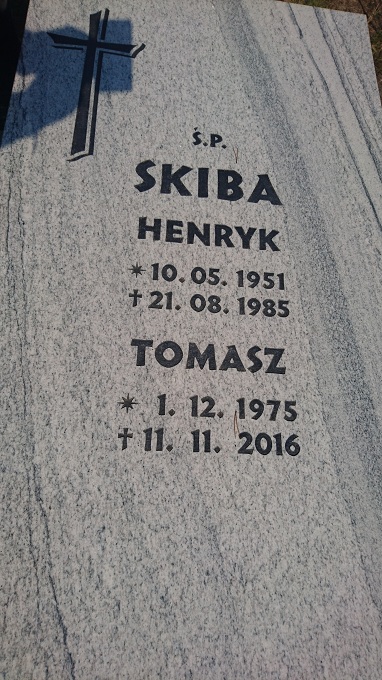 Ś.P.
SKIBA
HENRYK
* 10. 05. 1951
† 21. 08. 1985
TOMASZ
* 1. 12. 1975
† 11. 11. 2016